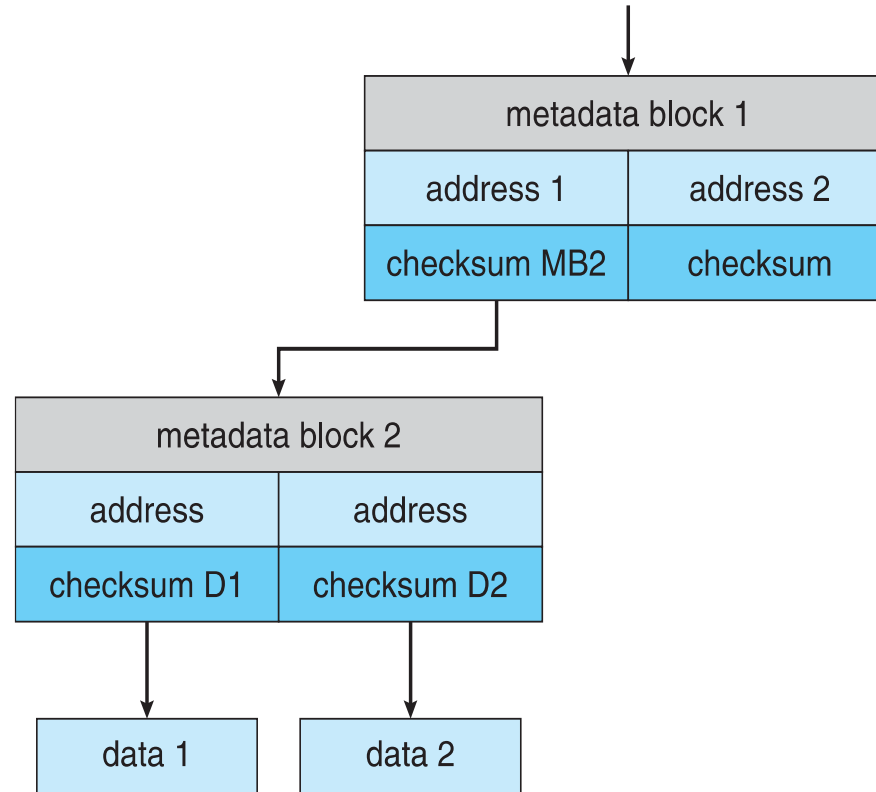 metadata block 1
address 1
address 2
checksum MB2
checksum
metadata block 2
address
address
checksum D1
checksum D2
data 1
data 2